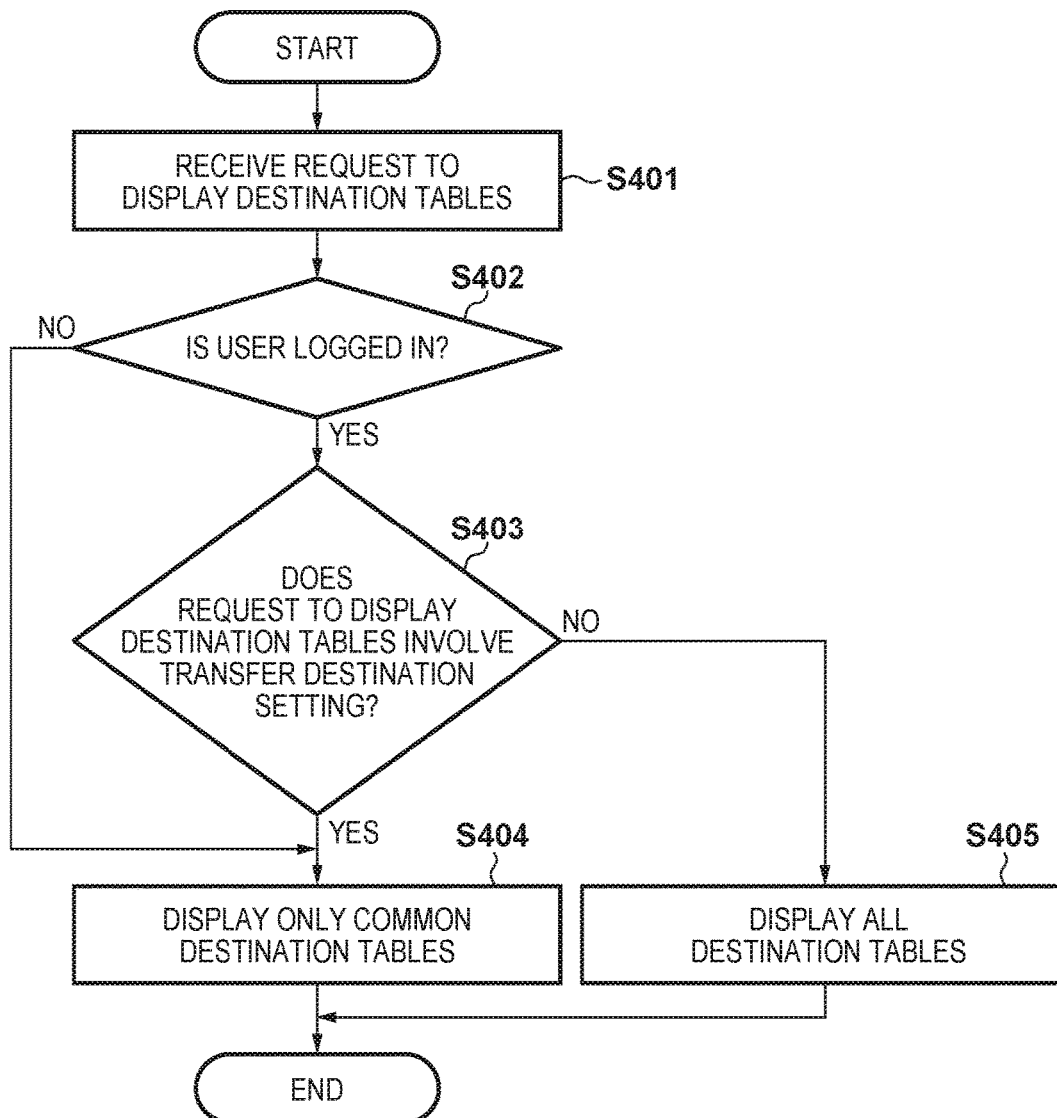 START
RECEIVE REQUEST TO
DISPLAY DESTINATION TABLES
S401
S402
NO
IS USER LOGGED IN?
YES
S403
DOES
REQUEST TO DISPLAY
DESTINATION TABLES INVOLVE
TRANSFER DESTINATION
SETTING?
NO
YES
S404
DISPLAY ONLY COMMON
DESTINATION TABLES
S405
DISPLAY ALL
DESTINATION TABLES
END